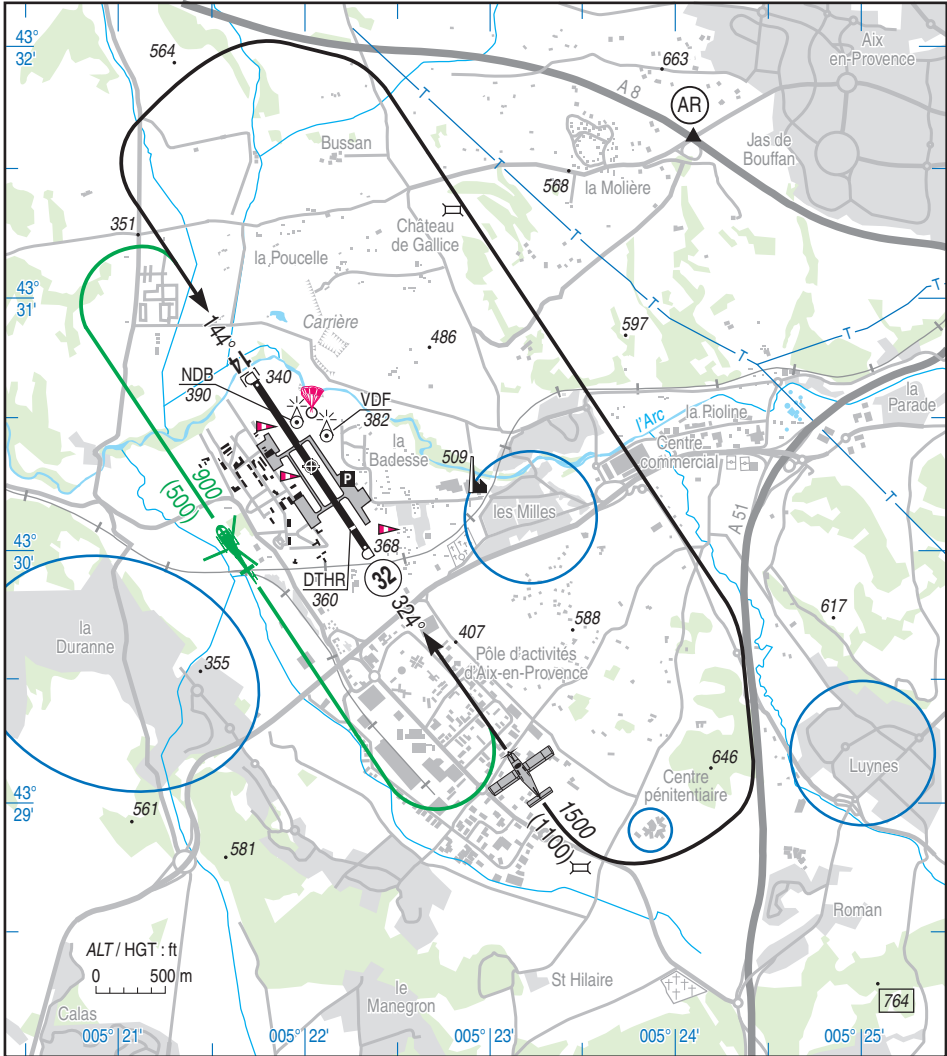 43°
32'
564
663
Aix
en-Provence
A 8
AR
T
T
Jas de
Bouffan
Bussan
568
la Molière
T
351
Château
de Gallice
la Poucelle
T
T
43°
31'
Carrière
144°
14
486
597
T
NDB
390
340
VDF
382
la
Parade
la Pioline
l'Arc
la
Badesse
509
Centre
commercial
P
les Milles
A 51
900
(500)
43°
30'
368
DTHR
360
32
324°
617
la
Duranne
407
588
355
Pôle d'activités
d'Aix-en-Provence
646
Luynes
Centre
pénitentiaire
43°
29'
561
1500
(1100)
581
Roman
ALT / HGT : ft
0 500 m
St Hilaire
764
le
Manegron
Calas
005° 21' 005° 22' 005° 23' 005° 24' 005° 25'